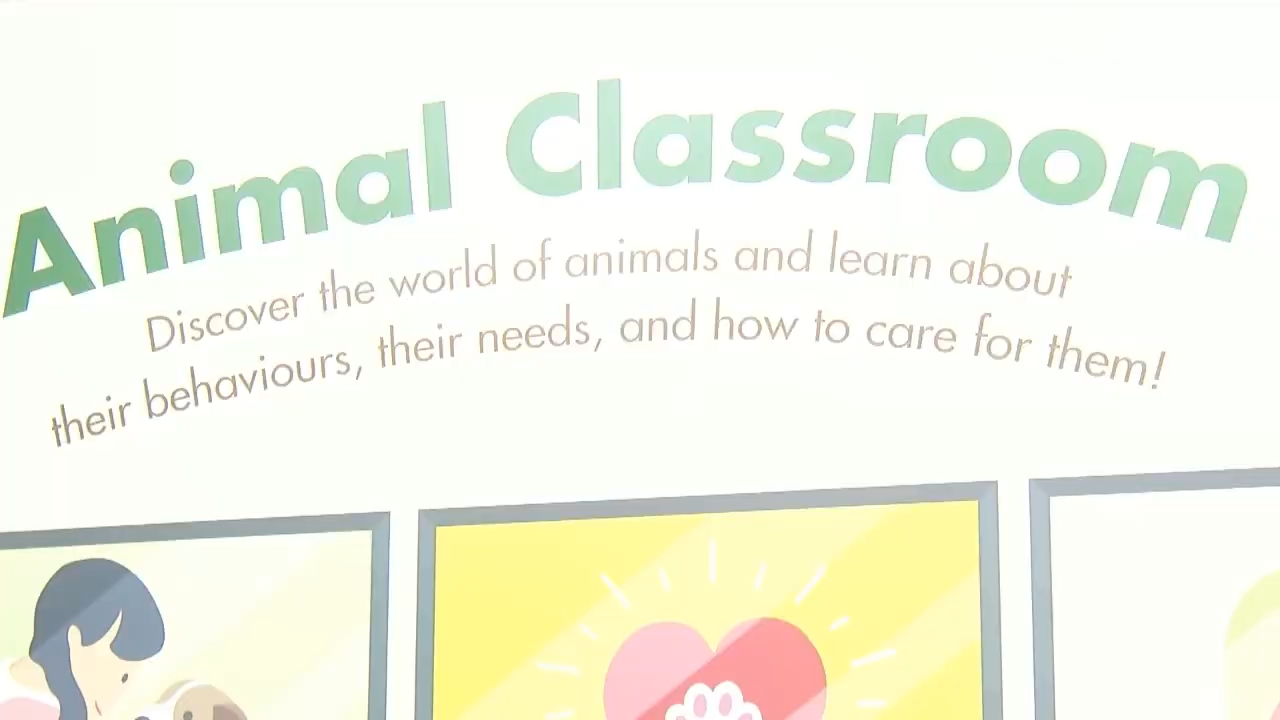 Animal Classroom
Discover the world of animals and learn about
their behaviours, their needs, and how to care for them!